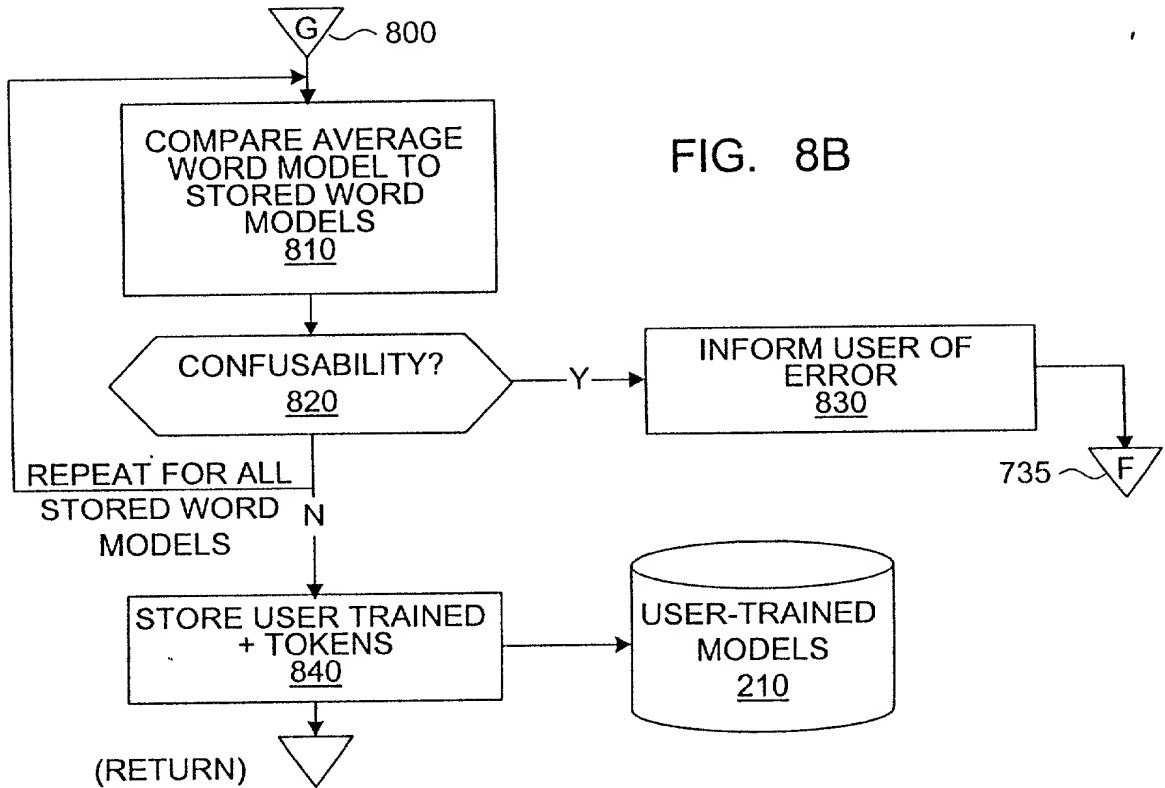 G
800
COMPARE AVERAGE
WORD MODEL TO
STORED WORD
MODELS
810
FIG. 8B
CONFUSABILITY?
820
Y
INFORM USER OF
ERROR
830
735
F
REPEAT FOR ALL
STORED WORD
MODELS
N
STORE USER TRAINED
+ TOKENS
840
USER-TRAINED
MODELS
210
(RETURN)